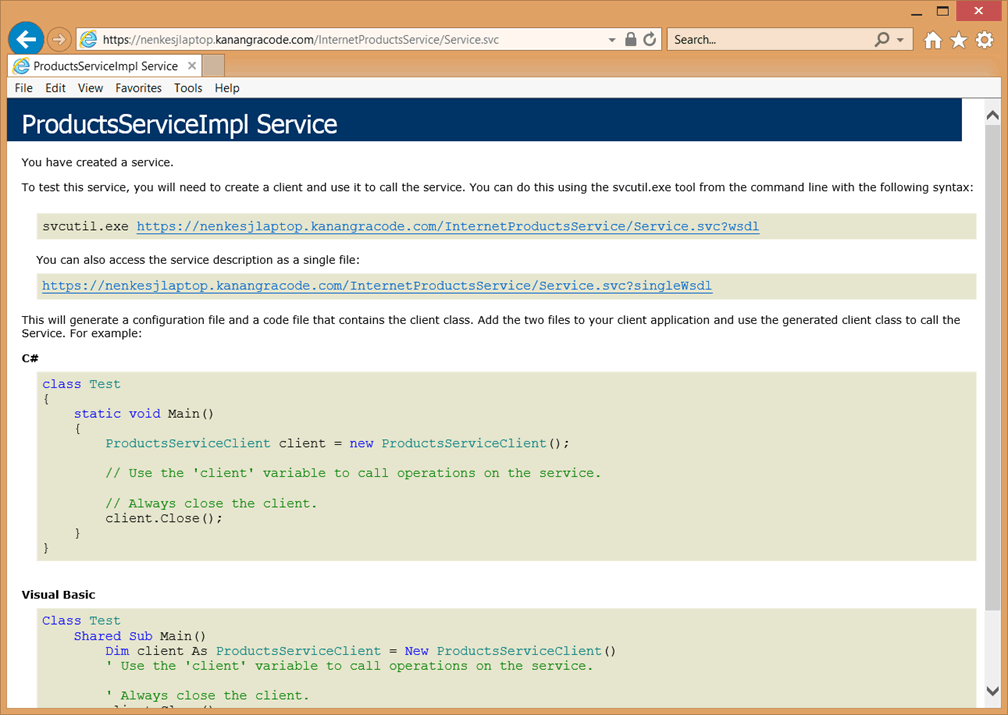 https://nenkesjlaptop.kanangracode.com/InternetProductsService/Service.svc
Search...
ProductsServiceImpl Service
File Edit View Favorites Tools Help
ProductsServiceImpl Service
You have created a service.
To test this service, you will need to create a client and use it to call the service. You can do this using the svcutil.exe tool from the command line with the following syntax:
svcutil.exe https://nenkesjlaptop.kanangracode.com/InternetProductsService/Service.svc?wsdl
You can also access the service description as a single file:
https://nenkesjlaptop.kanangracode.com/InternetProductsService/Service.svc?singleWsdl
This will generate a configuration file and a code file that contains the client class. Add the two files to your client application and use the generated client class to call the
Service. For example:
C#
class Test
{
static void Main()
{
ProductsServiceClient client = new ProductsServiceClient();
// Use the 'client' variable to call operations on the service.
// Always close the client.
client.Close();
}
}
Visual Basic
Class Test
Shared Sub Main()
Dim client As ProductsServiceClient = New ProductsServiceClient()
' Use the 'client' variable to call operations on the service.
' Always close the client.